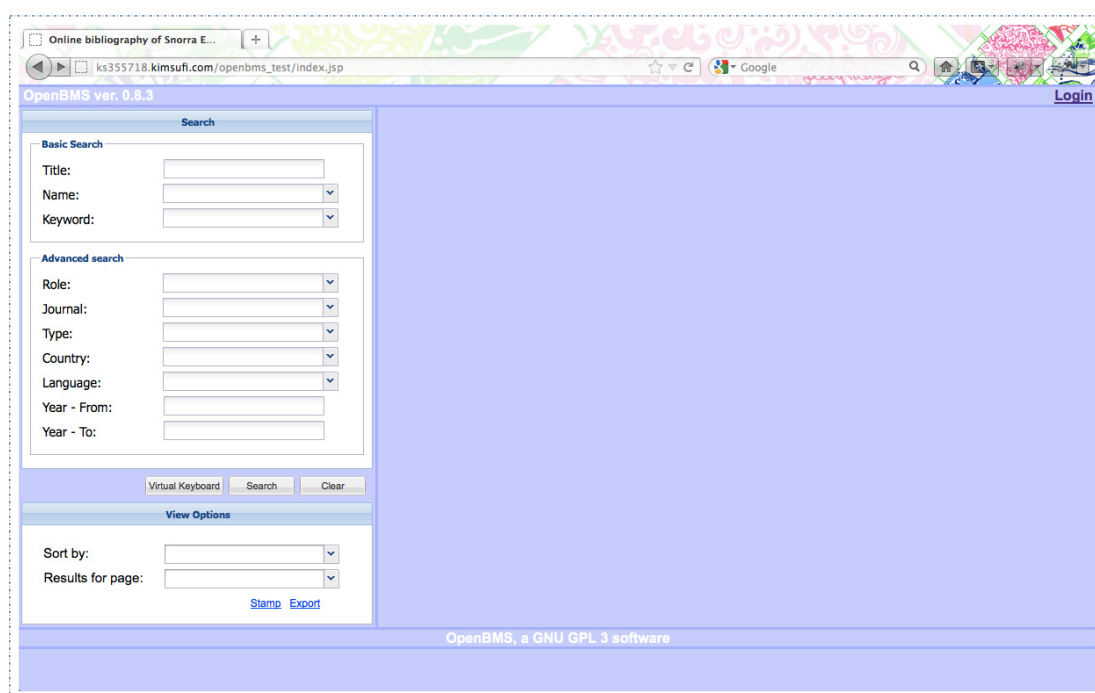 Online bibliography of Snorra E...
ks355718.kimsufi.com/openbms_test/index.jsp
Google
OpenBMS ver. 0.8.3
Login
Search
Basic Search
Title:
Name:
Keyword:
Advanced search
Role:
Journal:
Type:
Country:
Language:
Year - From:
Year - To:
Virtual Keyboard Search Clear
View Options
Sort by:
Results for page:
Stamp Export
OpenBMS, a GNU GPL 3 software